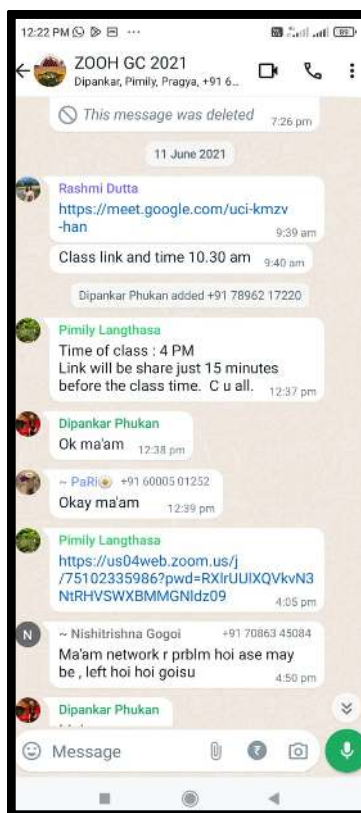 12:22 PM
89
ZOOH GC 2021
Dipankar, Pimily, Pragya, +91 6...
This message was deleted 7:26 pm
11 June 2021
Rashmi Dutta
https://meet.google.com/uci-kmzv
-han
9:39 am
Class link and time 10.30 am 9:40 am
Dipankar Phukan added +91 78962 17220
Pimily Langthasa
Time of class : 4 PM
Link will be share just 15 minutes
before the class time. C u all. 12:37 pm
Dipankar Phukan
Ok ma'am 12:38 pm
~ PaRi +91 60005 01252
Okay ma'am 12:39 pm
Pimily Langthasa
https://us04web.zoom.us/j
/75102335986?pwd=RXlrUUlXQVkvN3
NtRHVSWXBMMGNldz09
4:05 pm
N
~ Nishitrishna Gogoi +91 70863 45084
Ma'am network r prblm hoi ase may
be , left hoi hoi goisu
4:50 pm
Dipankar Phukan
Message